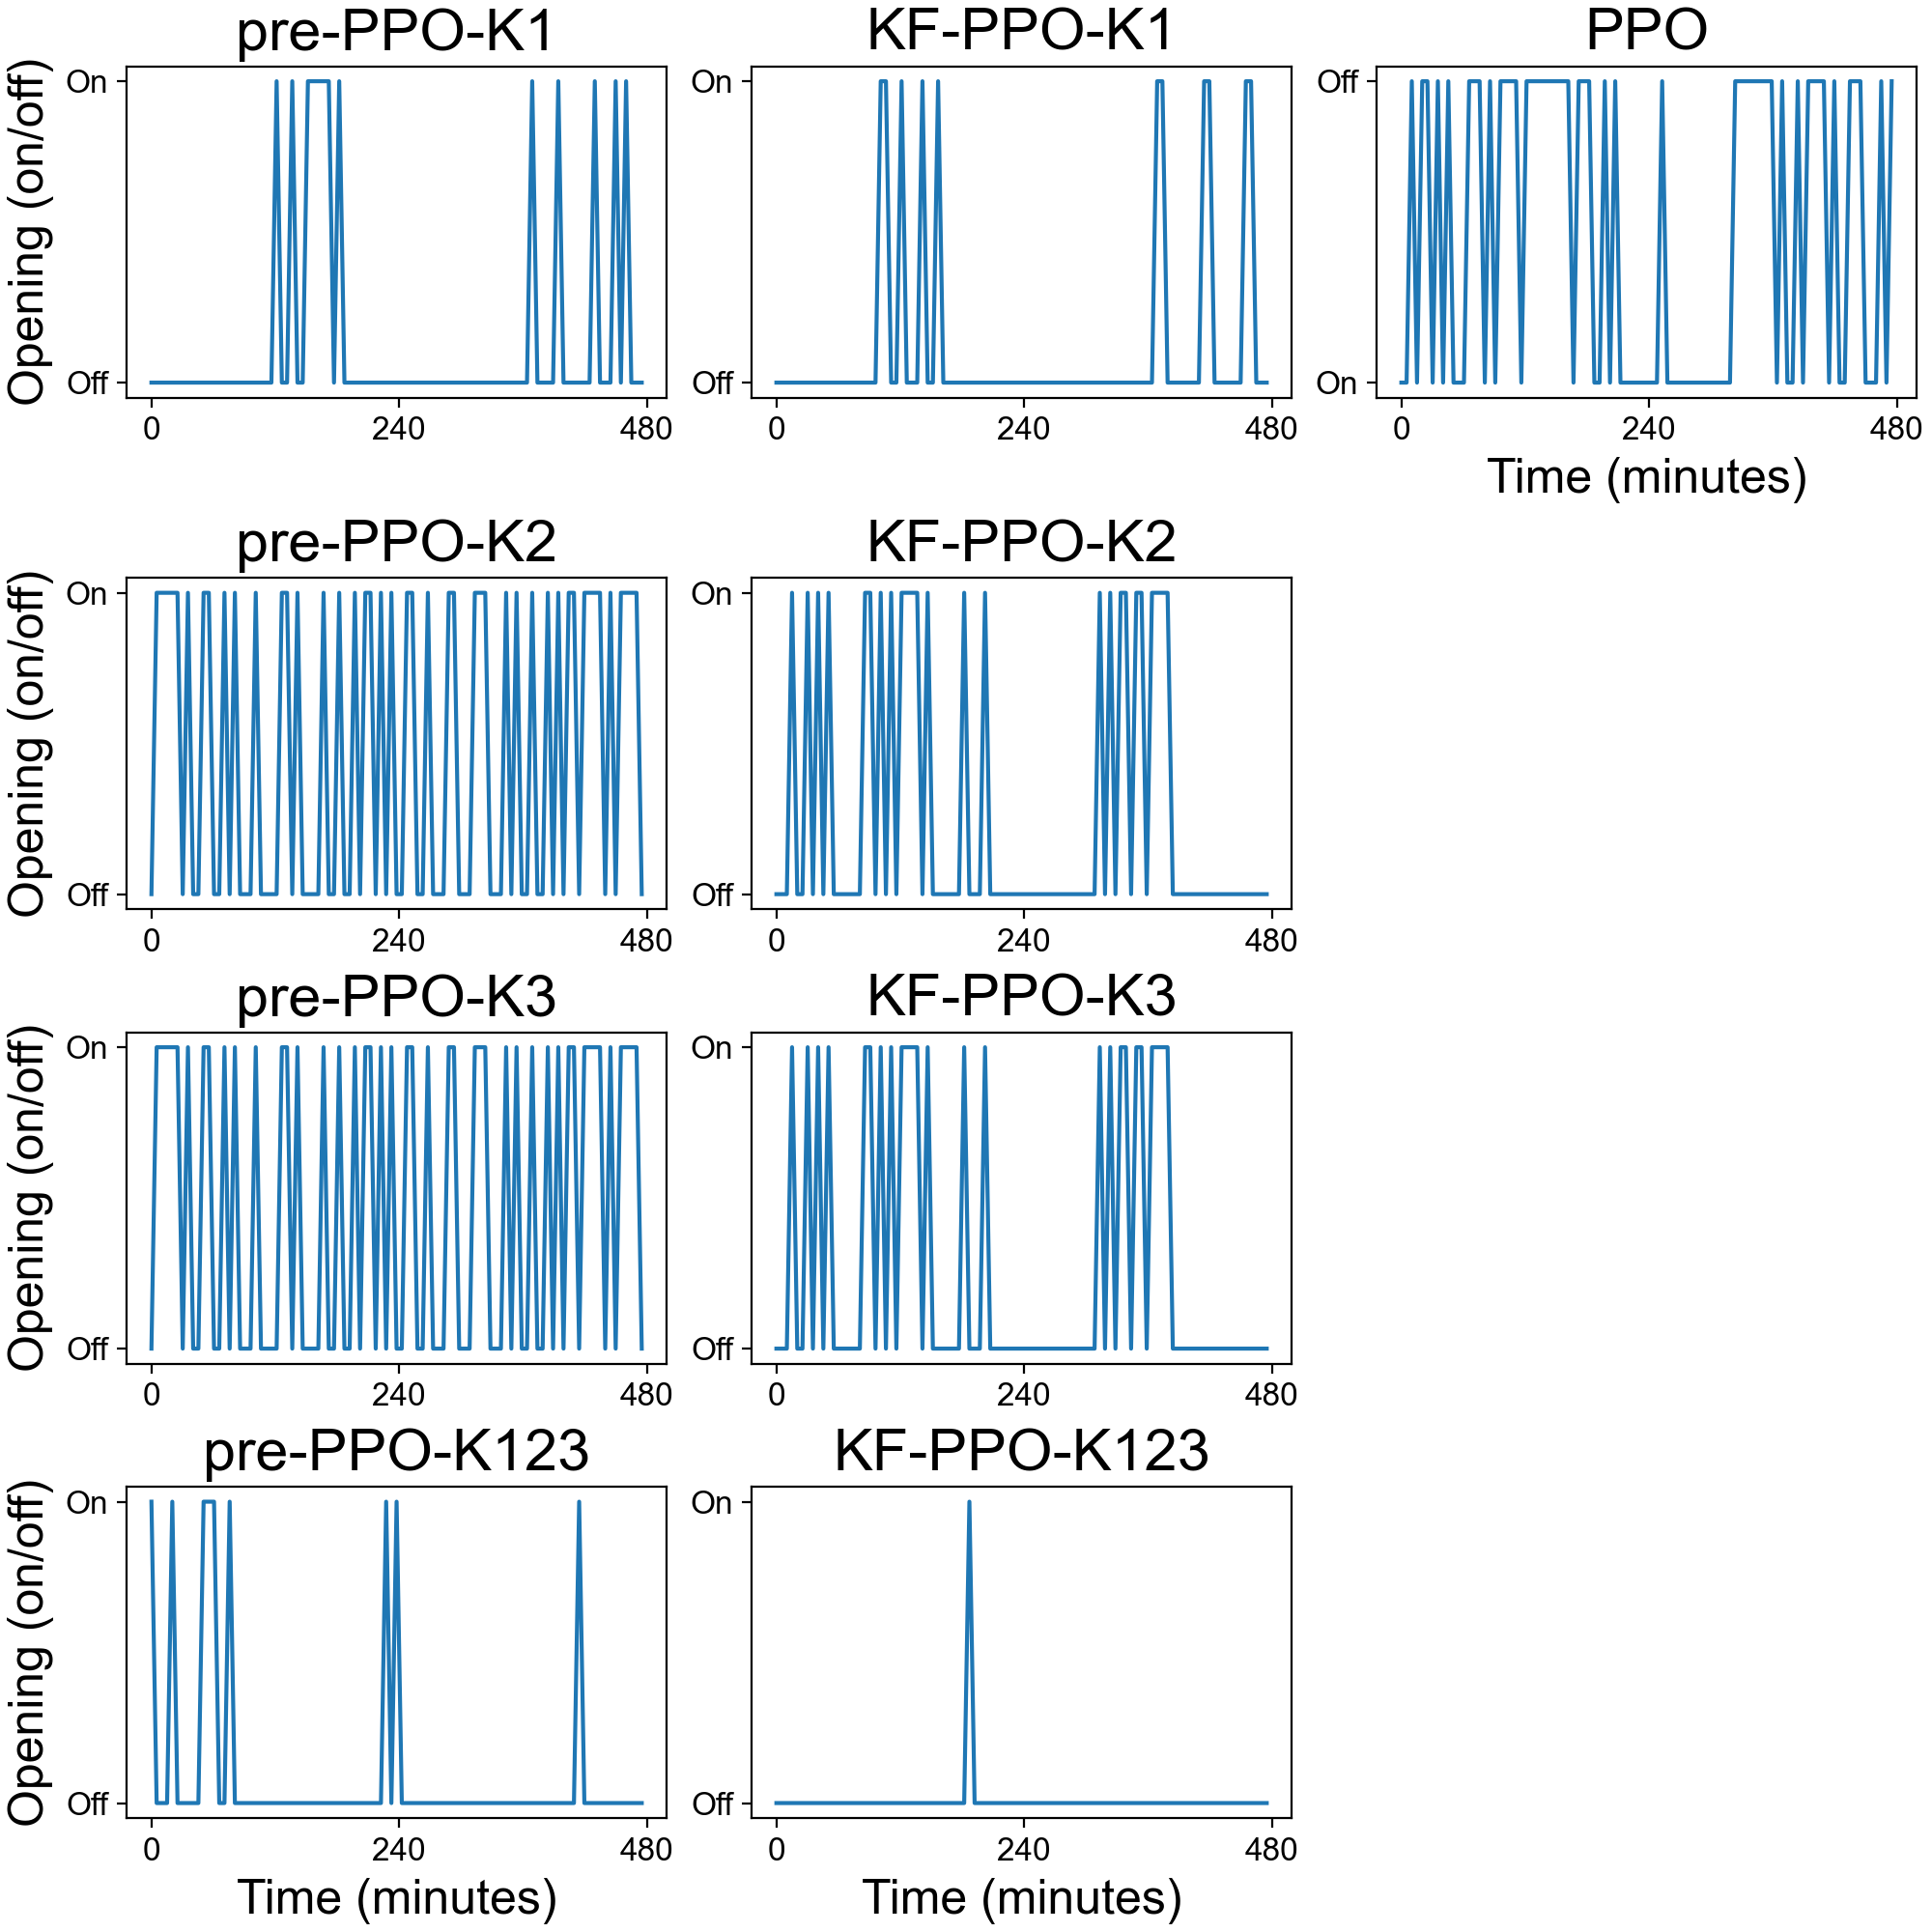 pre-PPO-K1
KF-PPO-K1
PPO
Opening (on/off)
On
Off
0 240 480
On
Off
0 240 480
Off
On
0 240 480
Time (minutes)
pre-PPO-K2
KF-PPO-K2
Opening (on/off)
On
Off
0 240 480
On
Off
0 240 480
pre-PPO-K3
KF-PPO-K3
Opening (on/off)
On
Off
0 240 480
On
Off
0 240 480
pre-PPO-K123
KF-PPO-K123
Opening (on/off)
On
Off
0 240 480
Time (minutes)
On
Off
0 240 480
Time (minutes)